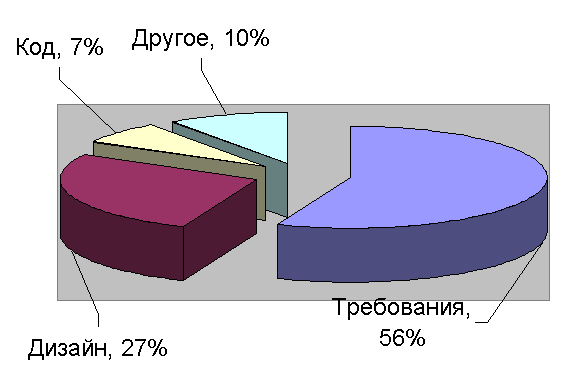 Другое, 10%
Код, 7%
Требования,
56%
Дизайн, 27%